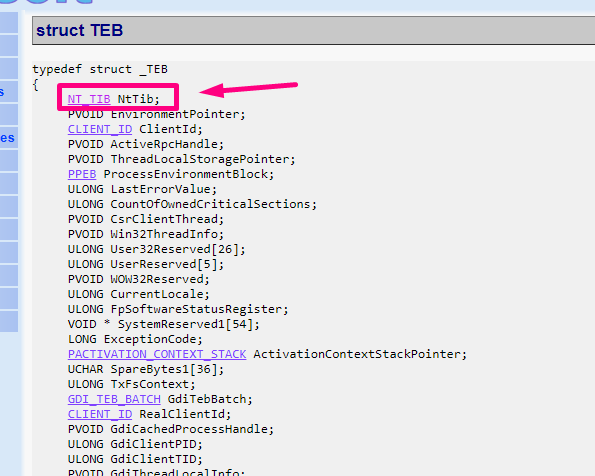 struct TEB
typedef struct _TEB
{
NT_TIB NtTib;
PVOID EnvironmentPointer;
CLIENT_ID ClientId;
PVOID ActiveRpcHandle;
PVOID ThreadLocalStoragePointer;
PPEB ProcessEnvironmentBlock;
ULONG LastErrorValue;
ULONG CountOfOwnedCriticalSections;
PVOID CsrClientThread;
PVOID Win32ThreadInfo;
ULONG User32Reserved[26];
ULONG UserReserved[5];
PVOID WOW32Reserved;
ULONG CurrentLocale;
ULONG FpSoftwareStatusRegister;
VOID * SystemReserved1[54];
LONG ExceptionCode;
PACTIVATION_CONTEXT_STACK ActivationContextStackPointer;
UCHAR SpareBytes1[36];
ULONG TxFsContext;
GDI_TEB_BATCH GdiTebBatch;
CLIENT_ID RealClientId;
PVOID GdiCachedProcessHandle;
ULONG GdiClientPID;
ULONG GdiClientTID;
PVOID GdiThreadLocalInfo;